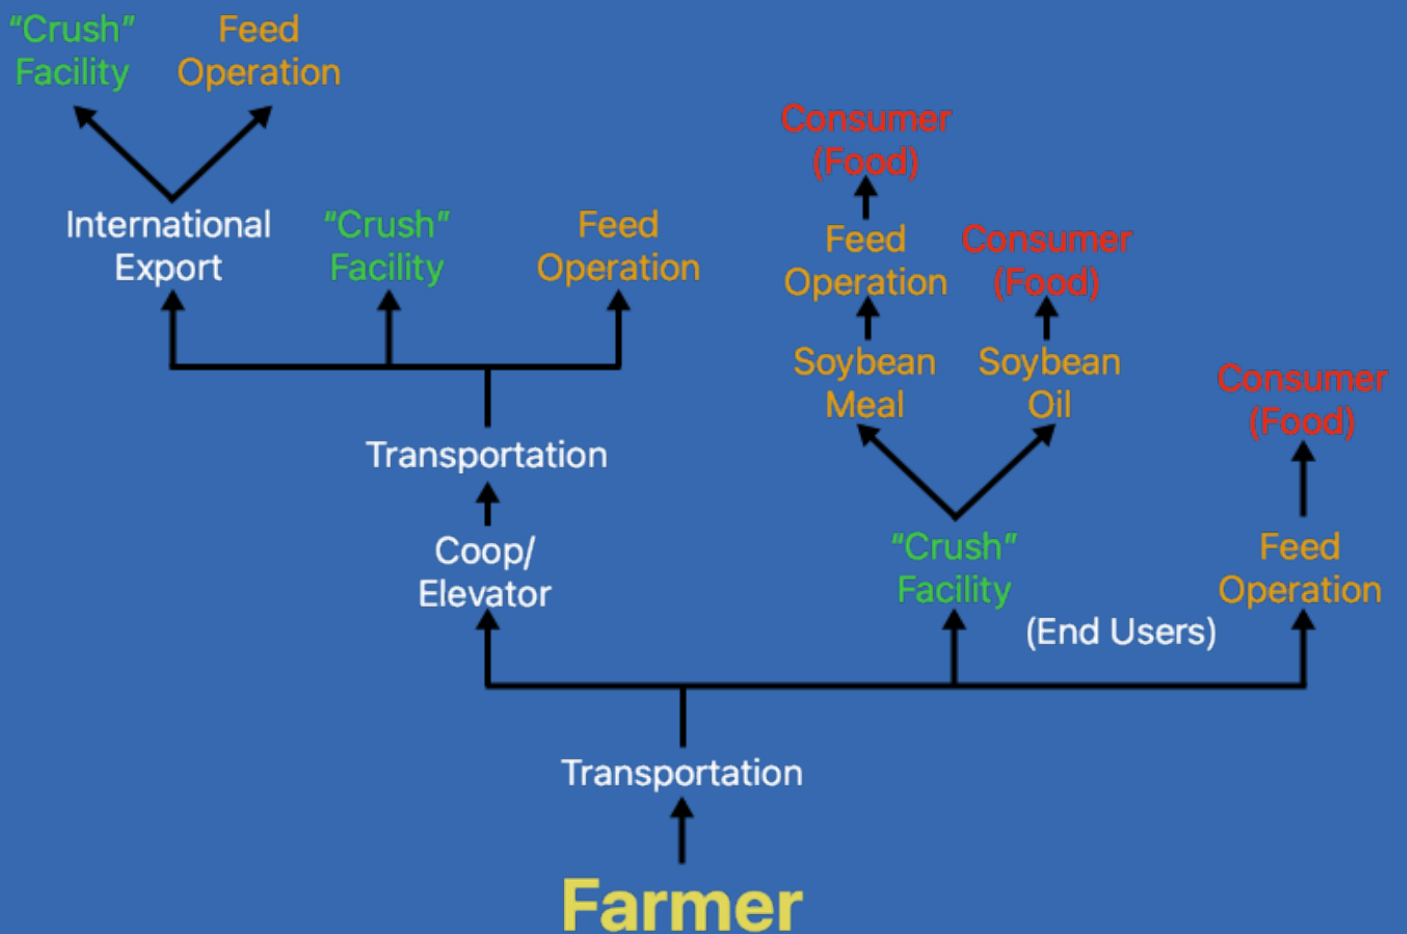 “Crush”
Facility
Feed
Operation
Consumer
(Food)
International
Export
“Crush”
Facility
Feed
Operation
Feed
Operation
Consumer
(Food)
Soybean
Meal
Soybean
Oil
Consumer
(Food)
Transportation
Coop/
Elevator
“Crush”
Facility
Feed
Operation
(End Users)
Transportation
Farmer